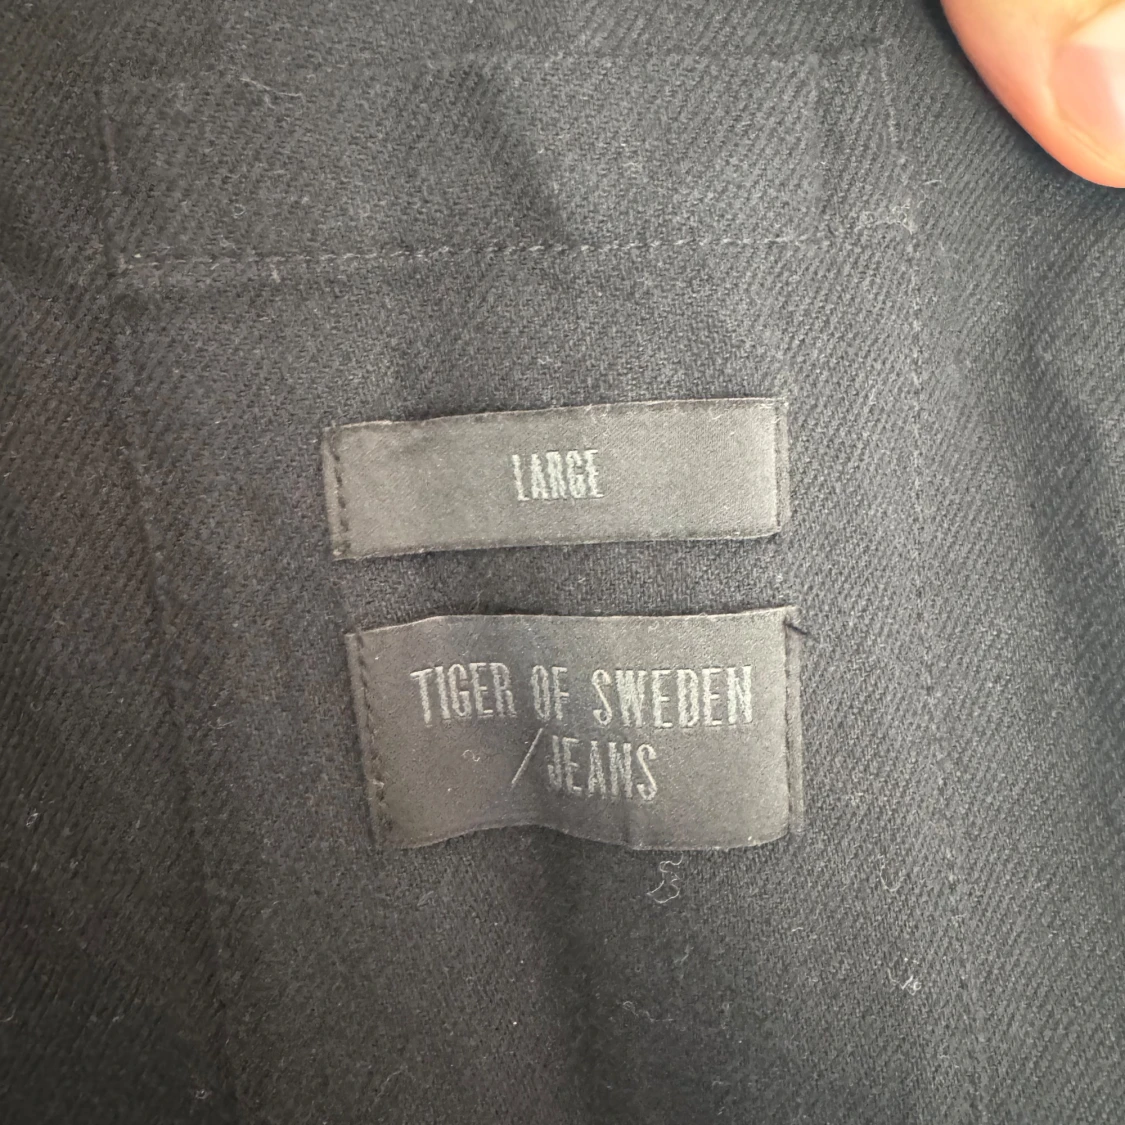 LARGE
TIGER OF SWEDEN
/JEANS